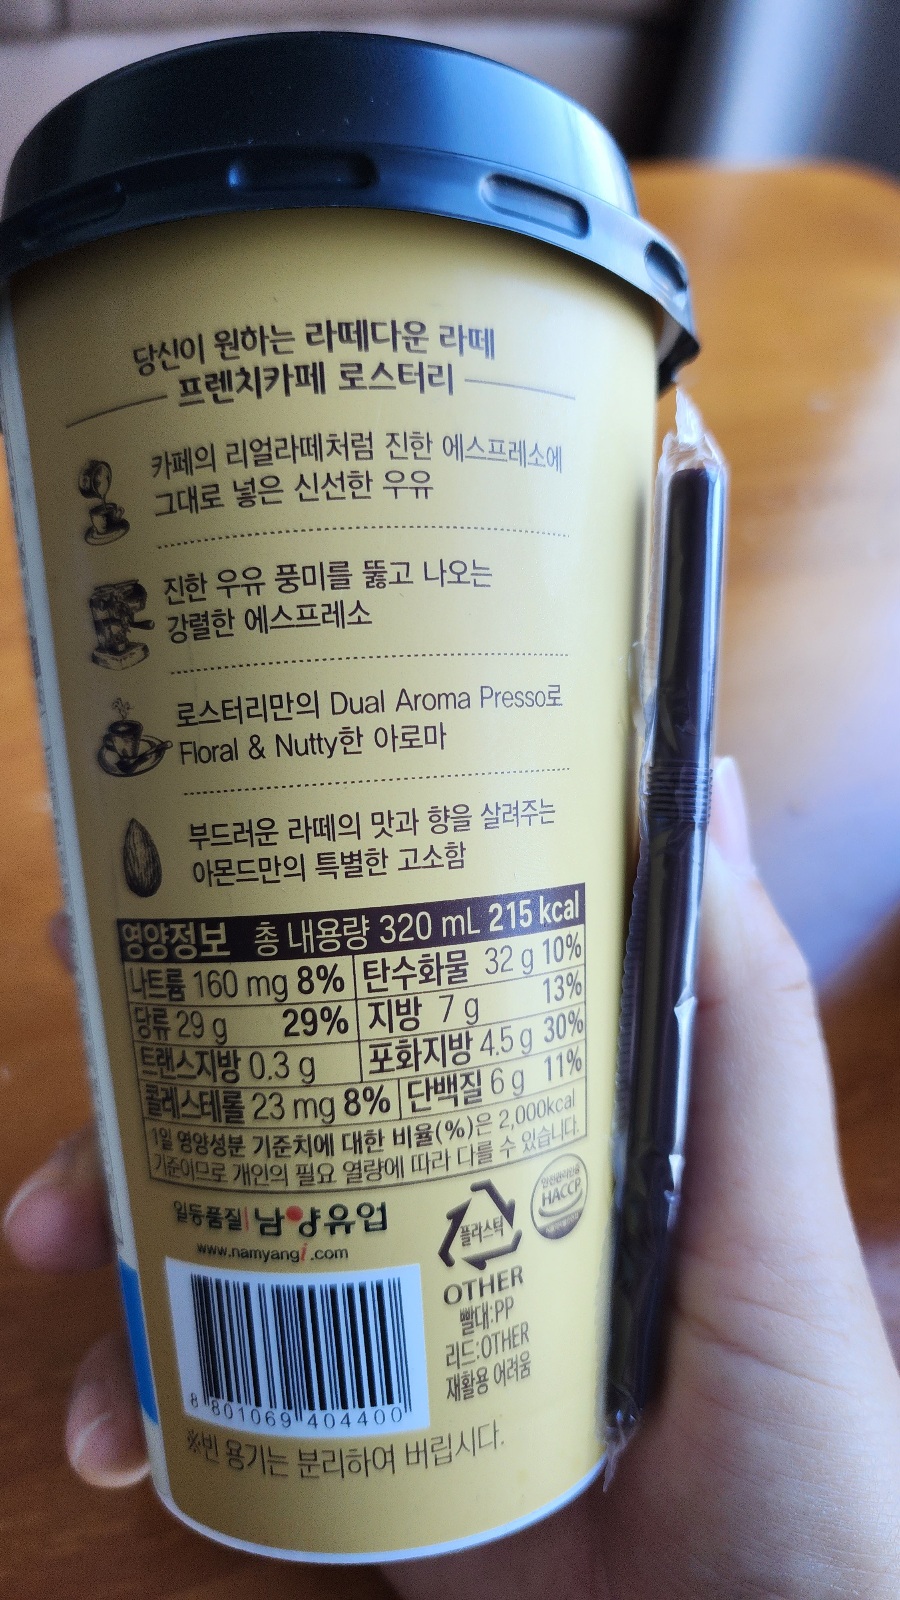 당신이 원하는 라떼다운 라떼
프렌치카페 로스터리
카페의 리얼라떼처럼 진한 에스프레소에
그대로 넣은 신선한 우유
진한 우유 풍미를 뚫고 나오는
강렬한 에스프레소
로스터리만의 Dual Aroma Presso로
Floral & Nutty한 아로마
부드러운 라떼의 맛과 향을 살려주는
아몬드만의 특별한 고소함
영양정보 총 내용량 320 mL 215 kcal
나트륨 160 mg 8% 탄수화물 32 g 10%
당류 29 g 29% 지방 7 g 13%
트랜스지방 0.3 g 포화지방 4.5 g 30%
콜레스테롤 23 mg 8% 단백질 6 g 11%
1일 영양성분 기준치에 대한 비율(%)은 2,000kcal
기준이므로 개인의 필요 열량에 따라 다를 수 있습니다.
일등품질 남양유업
www.namyangi.com
플라스틱
HACCP
OTHER
빨대:PP
리드:OTHER
재활용 어려움
8 801069 404400
※빈 용기는 분리하여 버립시다.